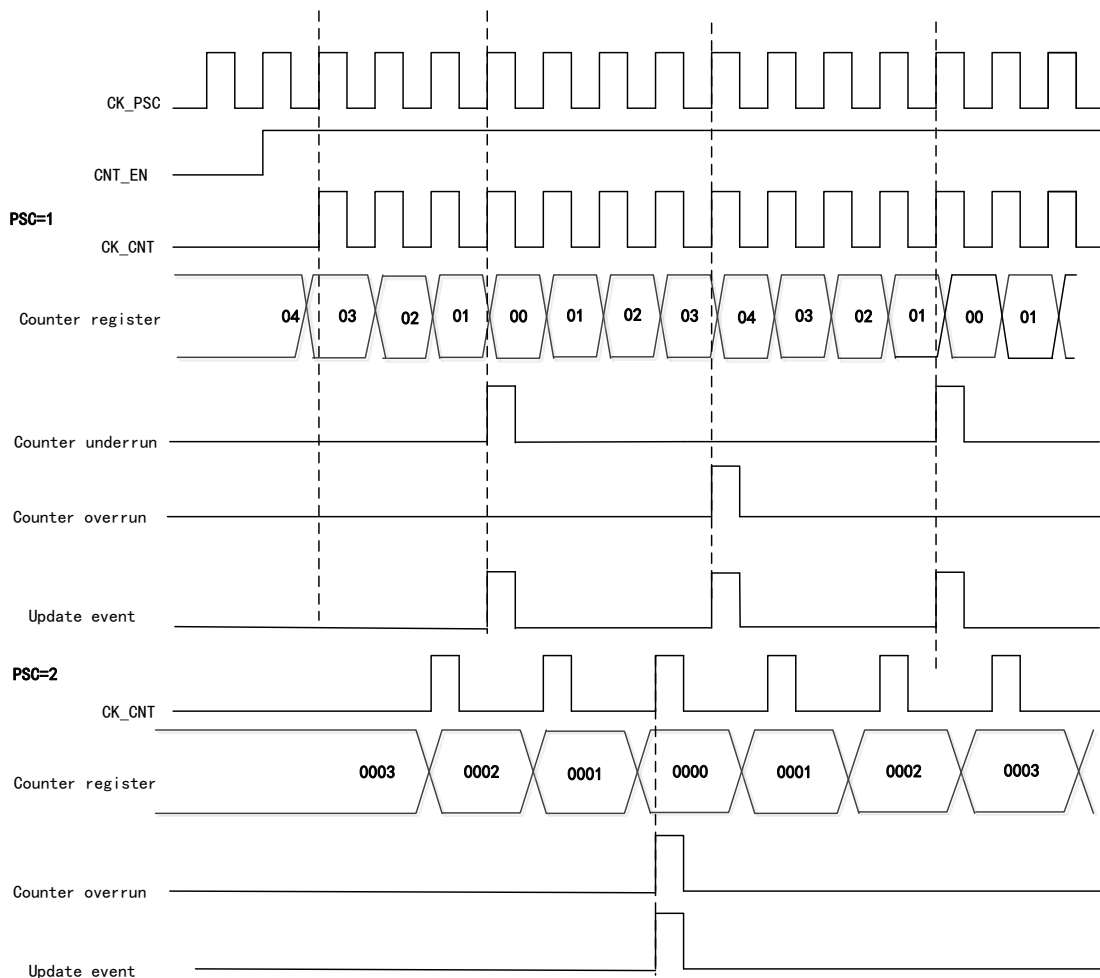 CK_PSC
CNT_EN
PSC=1
CK_CNT
Counter register 04 03 02 01 00 01 02 03 04 03 02 01 00 01
Counter underrun
Counter overrun
Update event
PSC=2
CK_CNT
Counter register 0003 0002 0001 0000 0001 0002 0003
Counter overrun
Update event